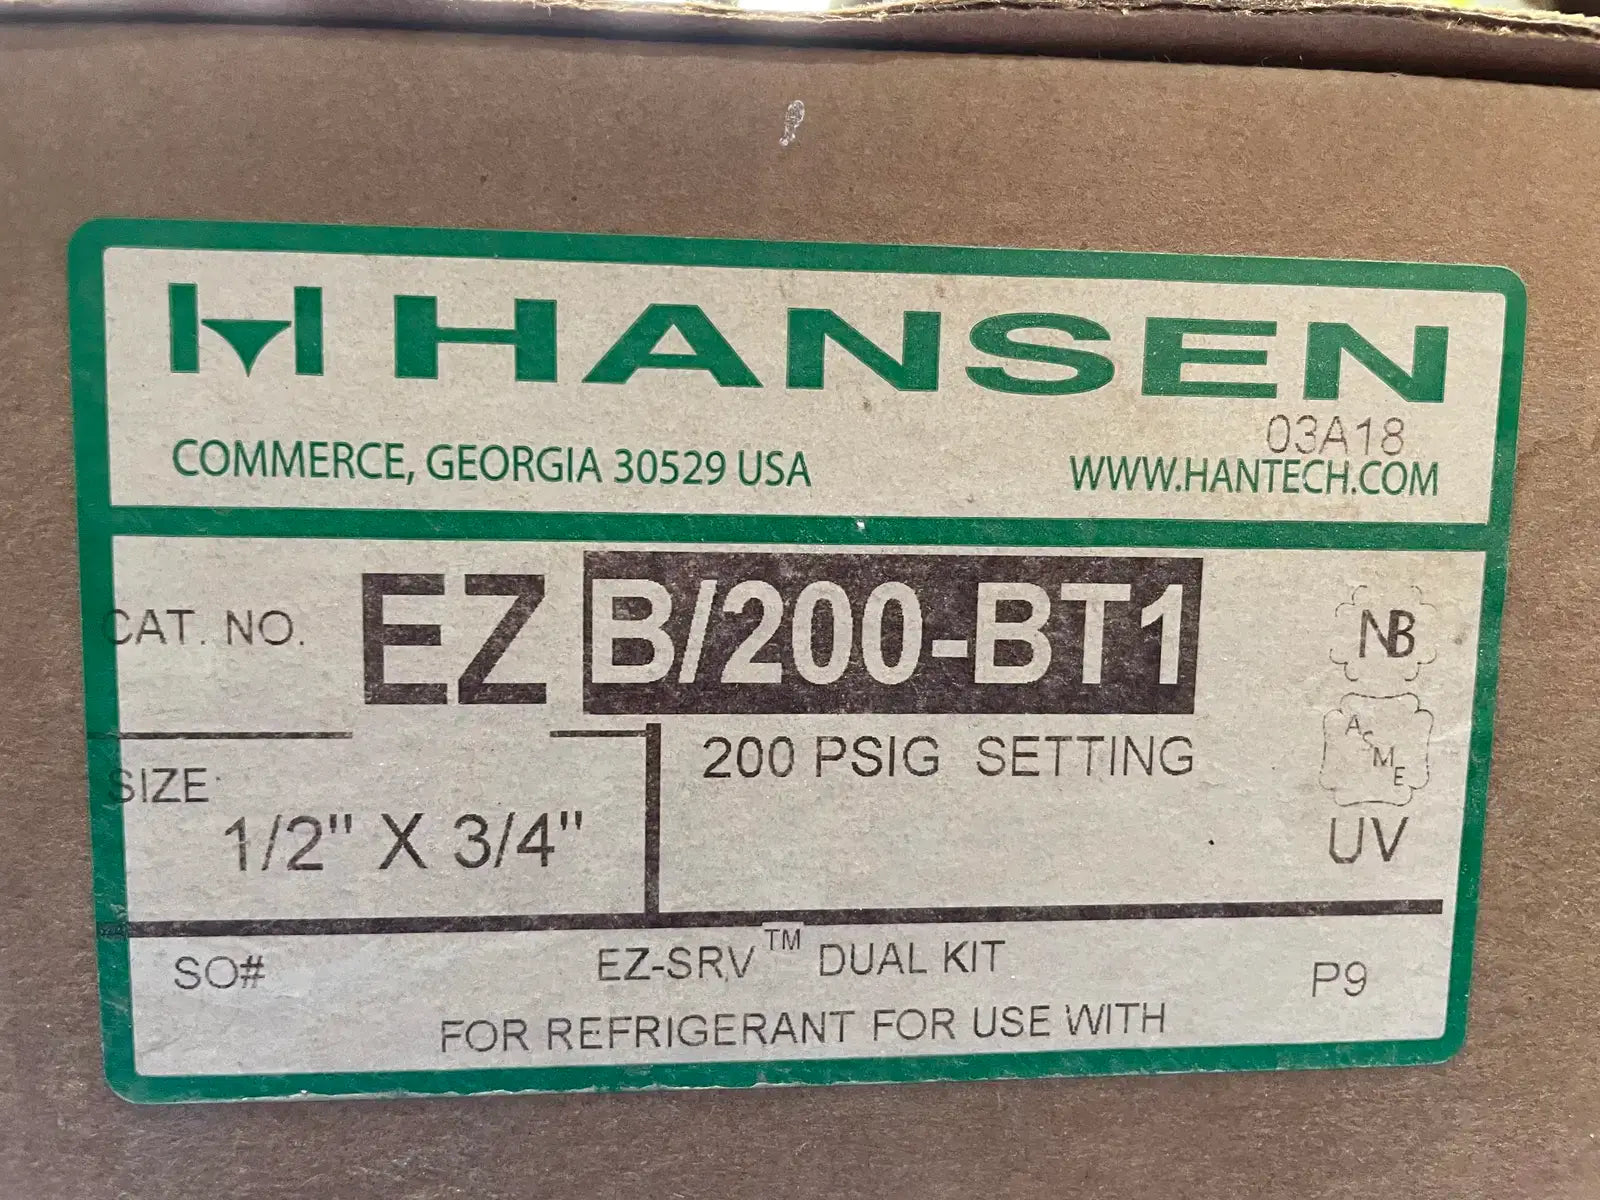 HANSEN
03A18
COMMERCE, GEORGIA 30529 USA
WWW.HANTECH.COM
CAT. NO.
EZ B/200-BT1
NB
SIZE
1/2" X 3/4"
200 PSIG SETTING
ASME
UV
SO#
EZ-SRV™ DUAL KIT
P9
FOR REFRIGERANT FOR USE WITH